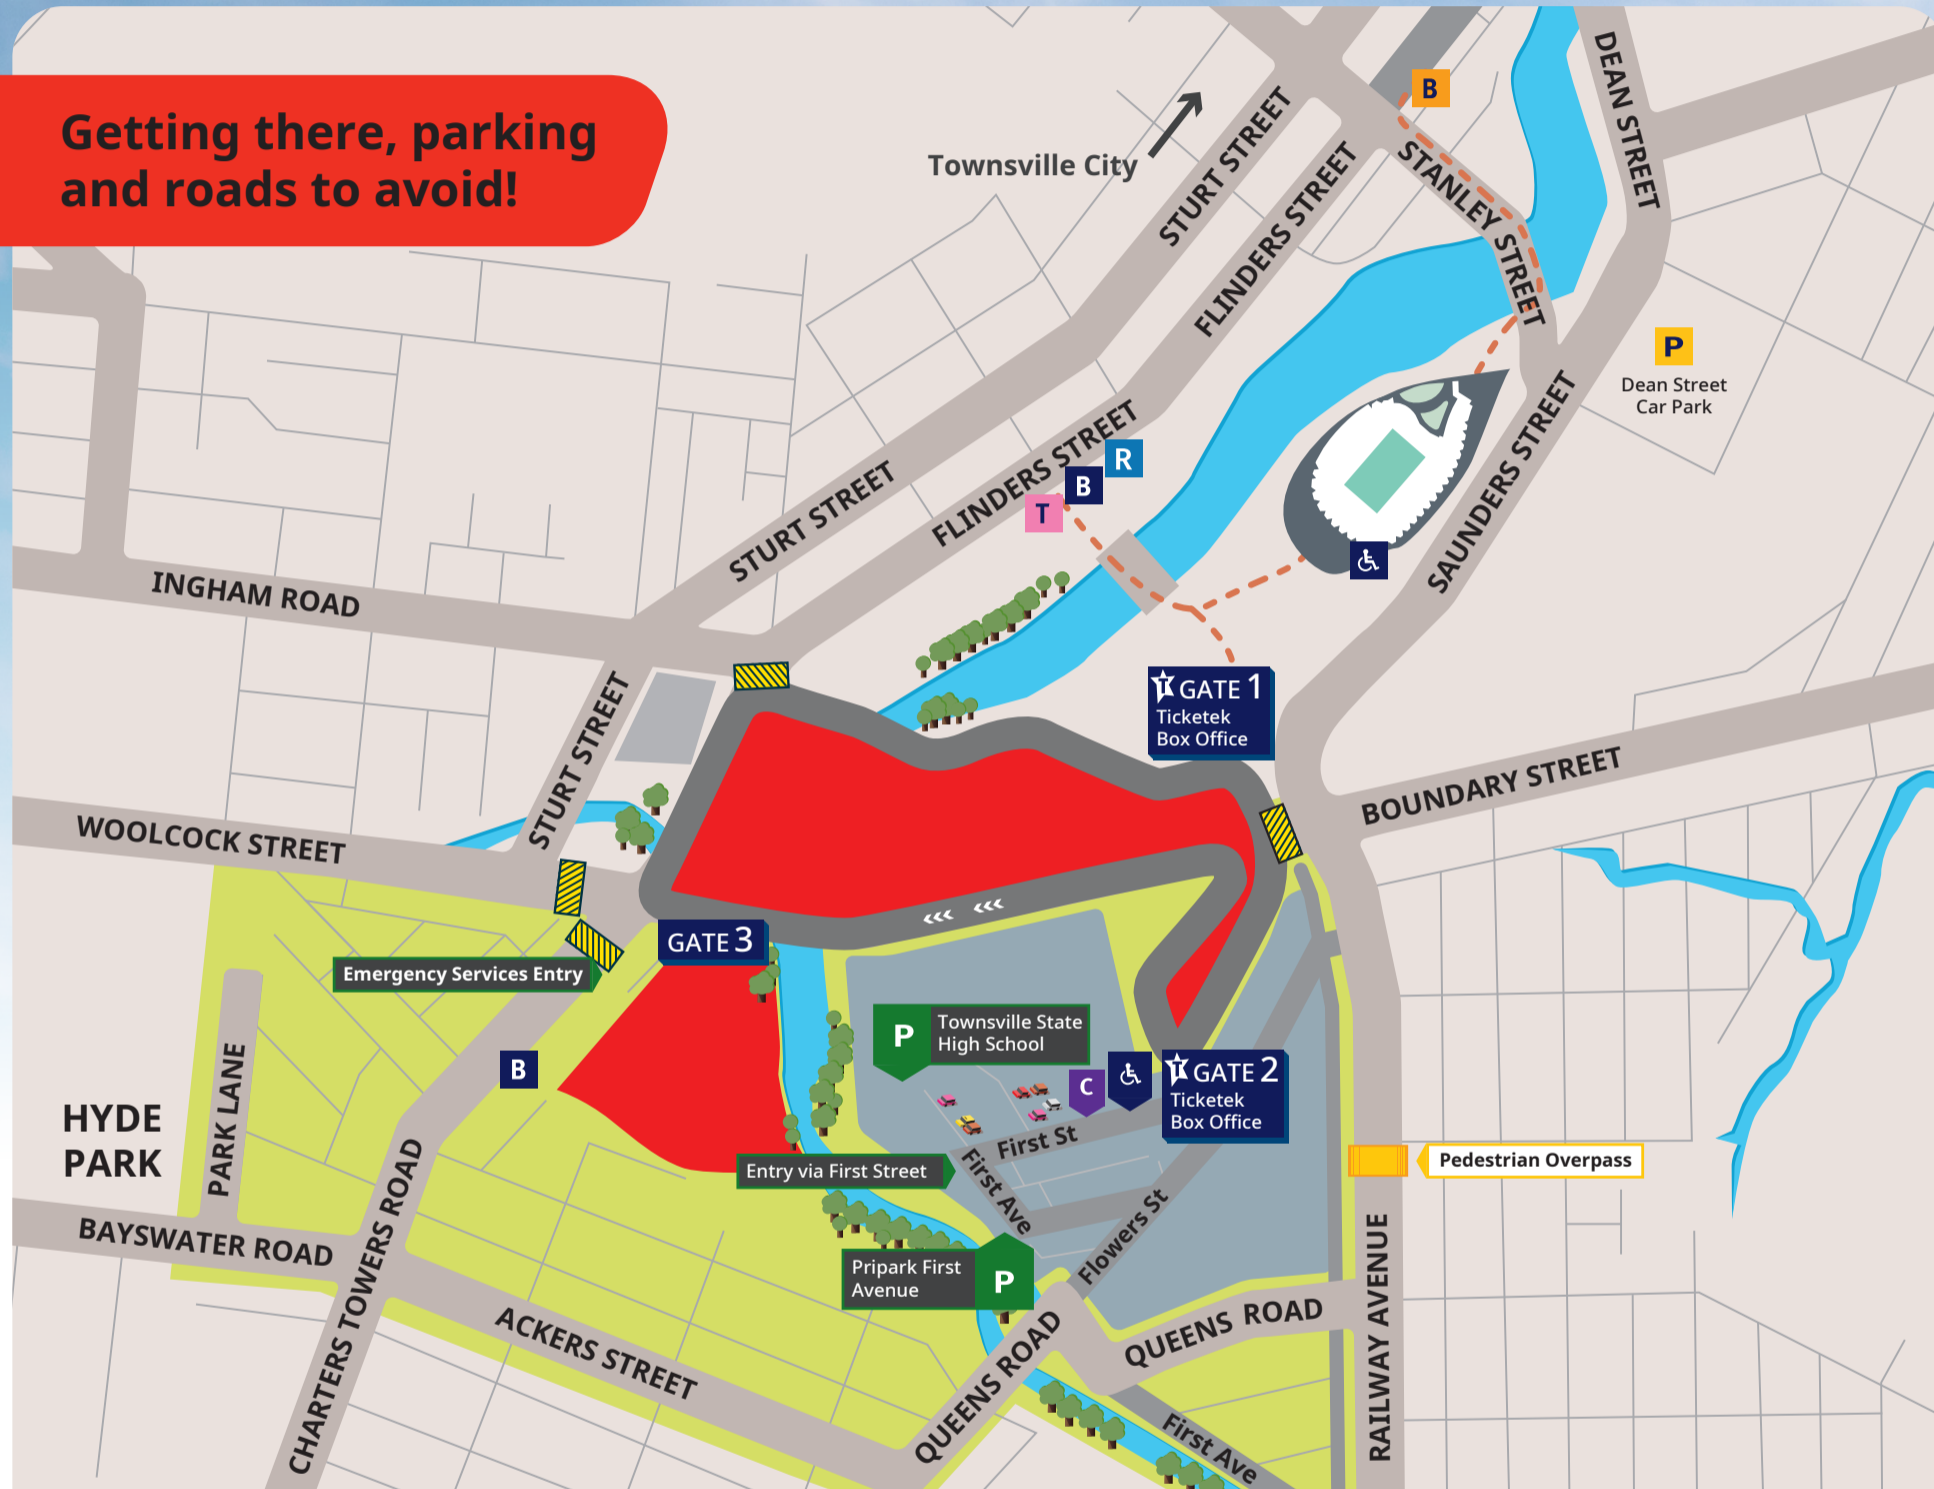 Getting there, parking
and roads to avoid!
Townsville City
B
DEAN STREET
STURT STREET
FLINDERS STREET
STANLEY STREET
P
Dean Street
Car Park
STURT STREET
FLINDERS STREET
R
B
T
SAUNDERS STREET
INGHAM ROAD
STURT STREET
GATE 1
Ticketek
Box Office
BOUNDARY STREET
WOOLCOCK STREET
GATE 3
Emergency Services Entry
P
Townsville State
High School
B
C
GATE 2
Ticketek
Box Office
HYDE
PARK
PARK LANE
First St
Entry via First Street
First Ave
Flowers St
Pedestrian Overpass
BAYSWATER ROAD
CHARTERS TOWERS ROAD
Pripark First
Avenue
P
ACKERS STREET
QUEENS ROAD
QUEENS ROAD
RAILWAY AVENUE
First Ave